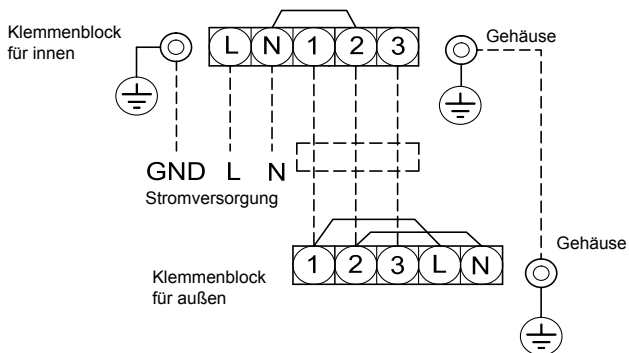 Klemmenblock
für innen
L N 1 2 3
Gehäuse
GND L N
Stromversorgung
1 2 3 L N
Gehäuse
Klemmenblock
für außen